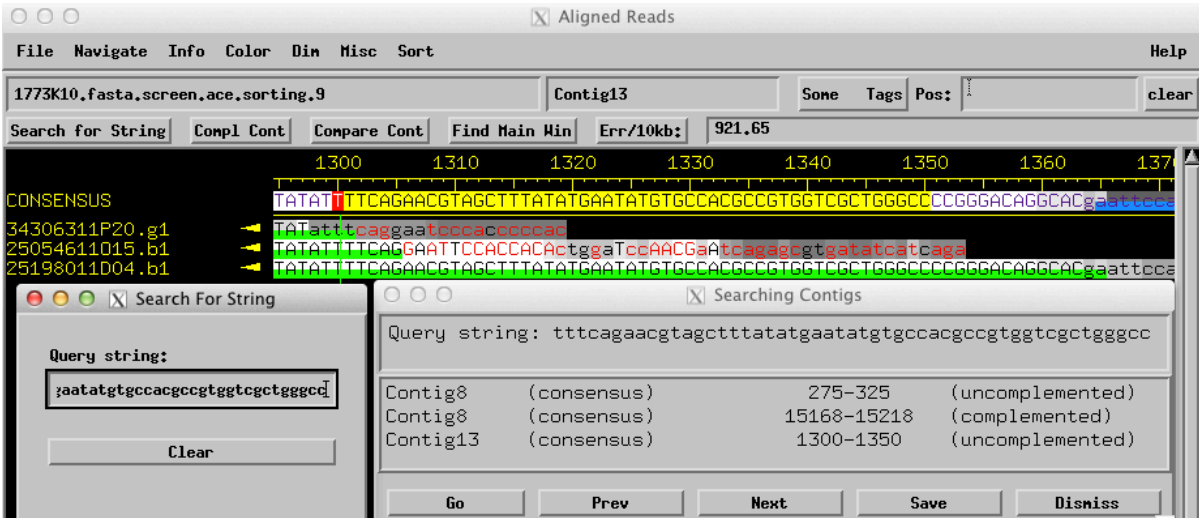 Aligned Reads
File Navigate Info Color Dim Misc Sort Help
1773K10.fasta.screen.ace.sorting.9 Contig13 Some Tags Pos: clear
Search for String Compl Cont Compare Cont Find Main Win Err/10kb: 921.65
1300 1310 1320 1330 1340 1350 1360 137
CONSENSUS TATATTTTCAGAACGTAGCTTTATATGAATATGTGCCACGCCGTGGTCGCTGGGCCCCGGGACAGGCACgaattcca
34306311P20.g1 TATatttcaggaatcccaccccccac
25054611O15.b1 TATATTTTCAGGAATTCCACCACACtggaTccAACGaAtcagagcgtgatatcatcaga
25198011D04.b1 TATATTTTCAGAACGTAGCTTTATATGAATATGTGCCACGCCGTGGTCGCTGGGCCCCGGGACAGGCACgaattcca
Search For String
Query string:
gaatatgtgccacgccgtggtcgctgggcc
Clear
Searching Contigs
Query string: tttcagaacgtagctttatatgaatatgtgccacgccgtggtcgctgggcc
Contig8 (consensus) 275-325 (uncomplemented)
Contig8 (consensus) 15168-15218 (complemented)
Contig13 (consensus) 1300-1350 (uncomplemented)
Go Prev Next Save Dismiss